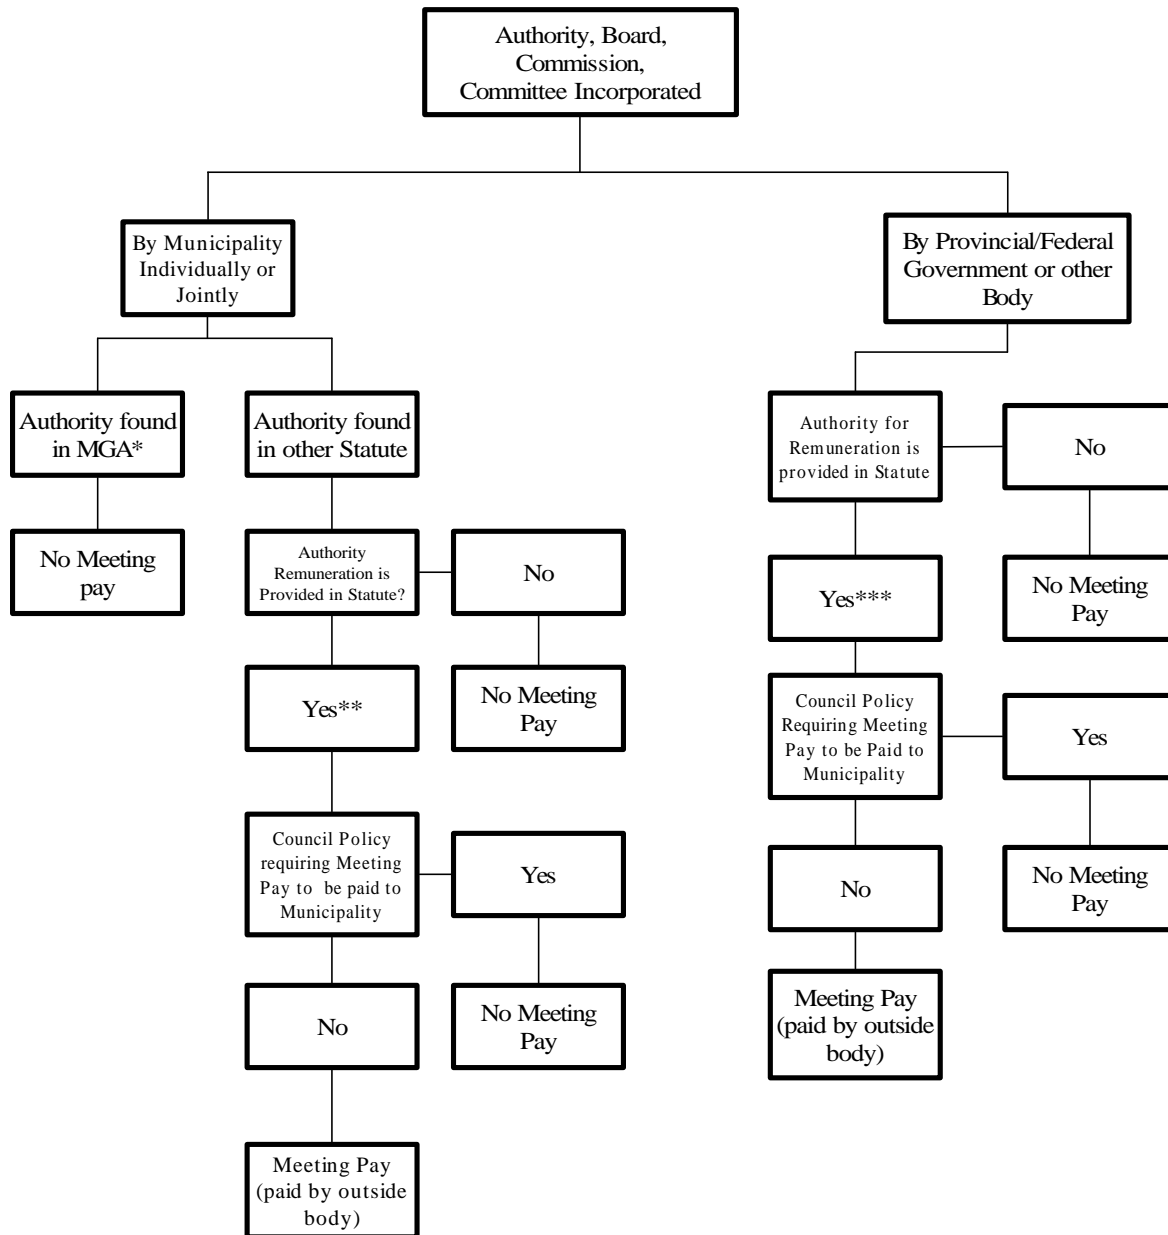 Authority, Board,
Commission,
Committee Incorporated
By Municipality
Individually or
Jointly
By Provincial/Federal
Government or other
Body
Authority found
in MGA*
Authority found
in other Statute
Authority for
Remuneration is
provided in Statute
No
No Meeting
pay
Authority
Remuneration is
Provided in Statute?
No
Yes***
No Meeting
Pay
Yes**
No Meeting
Pay
Council Policy
Requiring Meeting
Pay to be Paid to
Municipality
Yes
Council Policy
requiring Meeting
Pay to be paid to
Municipality
Yes
No
No Meeting
Pay
No
No Meeting
Pay
Meeting Pay
(paid by outside
body)
Meeting Pay
(paid by outside
body)